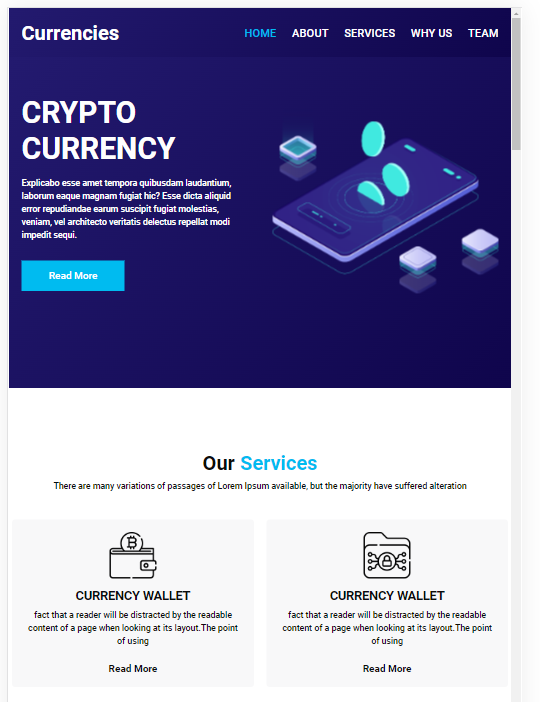 Currencies
HOME ABOUT SERVICES WHY US TEAM
CRYPTO
CURRENCY
Explicabo esse amet tempora quibusdam laudantium,
laborum eaque magnam fugiat hic? Esse dicta aliquid
error repudiandae earum suscipit fugiat molestias,
veniam, vel architecto veritatis delectus repellat modi
impedit sequi.
Read More
Our Services
There are many variations of passages of Lorem Ipsum available, but the majority have suffered alteration
CURRENCY WALLET
fact that a reader will be distracted by the readable
content of a page when looking at its layout.The point
of using
Read More
CURRENCY WALLET
fact that a reader will be distracted by the readable
content of a page when looking at its layout.The point
of using
Read More